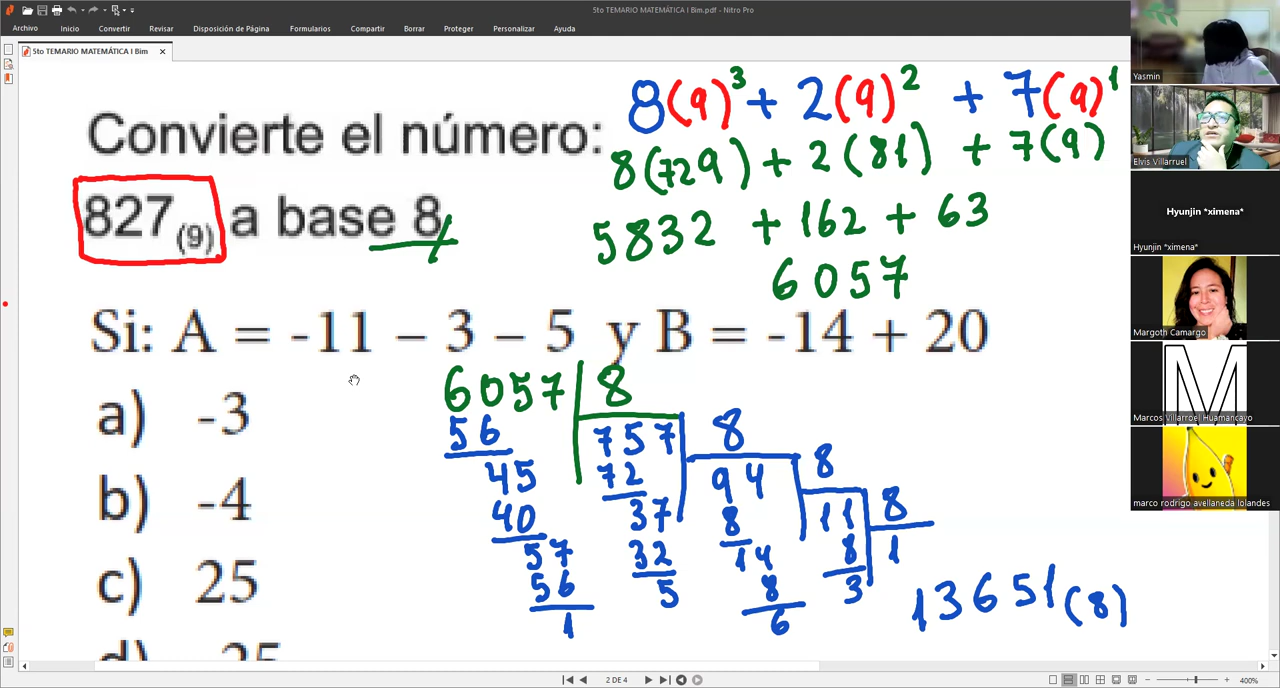 5to TEMARIO MATEMÁTICA I Bim.pdf - Nitro Pro
Archivo Inicio Convertir Revisar Disposición de Página Formularios Compartir Borrar Proteger Personalizar Ayuda
5to TEMARIO MATEMÁTICA I Bim
Convierte el número:
827(9) a base 8
8(9)³ + 2(9)² + 7(9)¹
8(729) + 2(81) + 7(9)
5832 + 162 + 63
6057
Si: A = -11 – 3 – 5 y B = -14 + 20
a) -3
b) -4
c) 25
d) -25
6057 8
56 757 8
45 72 94 8
40 37 8 11 8
57 32 14 8 1
56 5 8 3
1 6
13651(8)
Yasmin
Elvis Villarruel
Hyunjin *ximena*
Hyunjin *ximena*
Margoth Camargo
M
Marcos Villarroel Huamancayo
marco rodrigo avellaneda lolandes
2 DE 4
400%